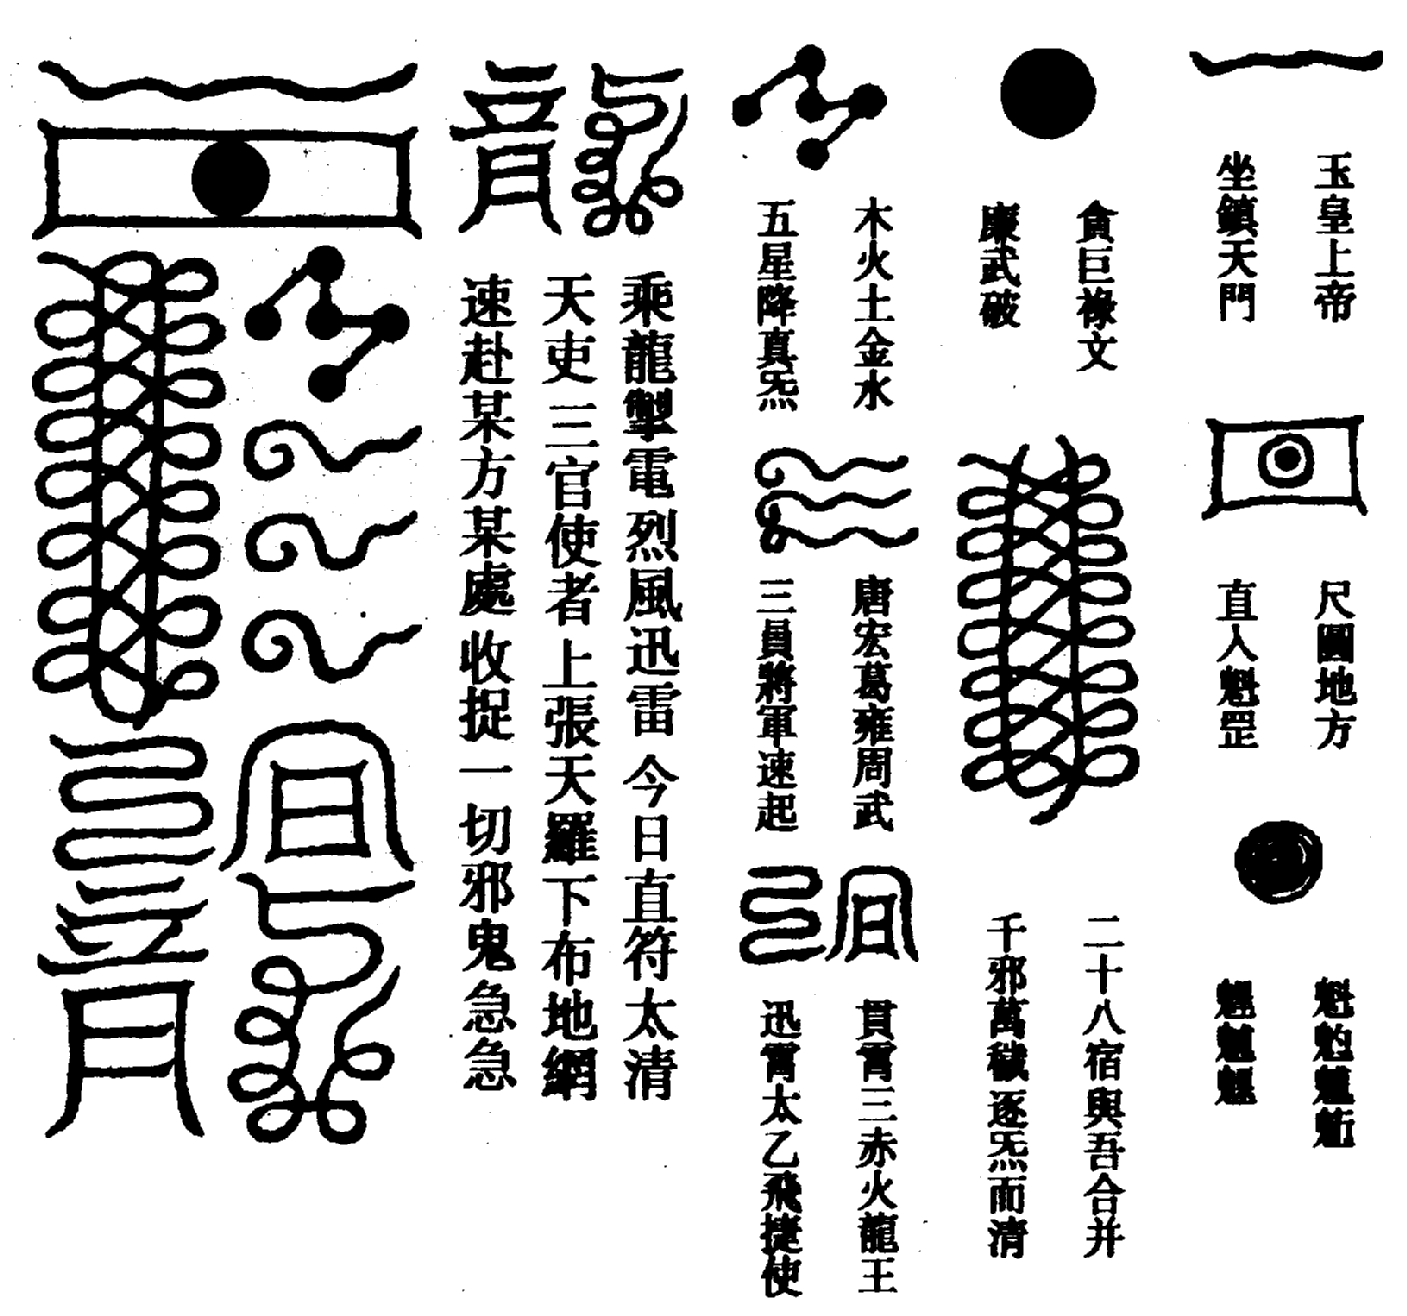 玉皇上帝
坐鎮天門
尺圓地方
直入魁罡
魁𩲃
貪巨祿文
廉武破
二十八宿與吾合并
千邪萬穢逐炁而清
木火土金水
五星降真炁
唐宏葛雍周武
三員將軍速起
貫霄三赤火龍王
迅霄太乙飛捷使
乘龍掣電烈風迅雷今日直符太清
天吏三官使者上張天羅下布地網
速赴某方某處收捉一切邪鬼急急